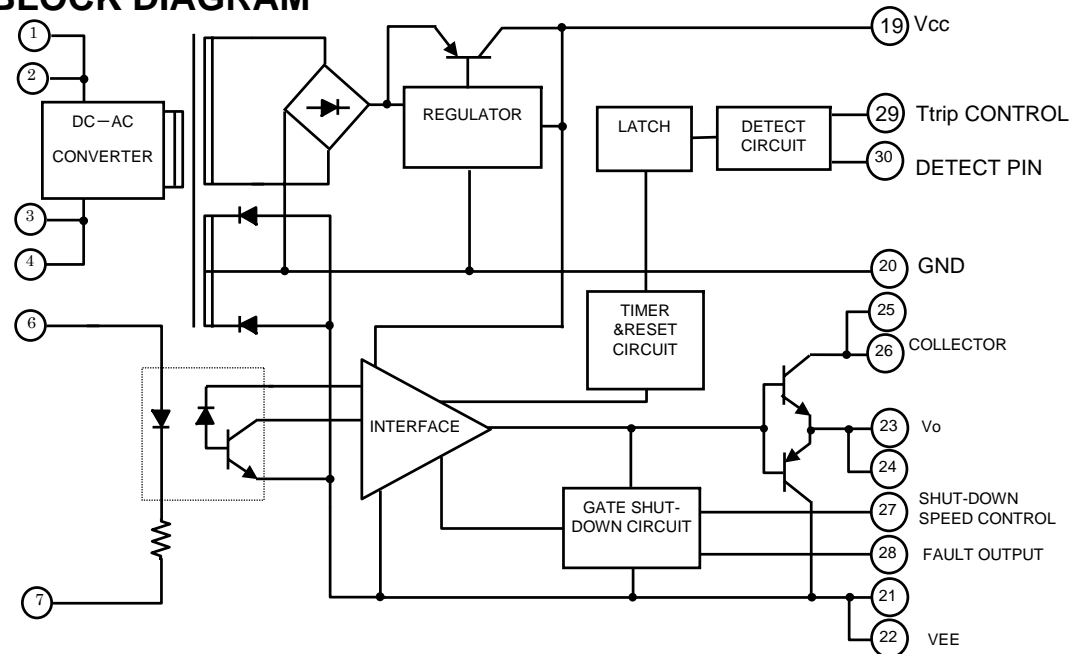 BLOCK DIAGRAM
1
2
DC－AC
CONVERTER
3
4
6
7
REGULATOR
LATCH
DETECT
CIRCUIT
TIMER
&RESET
CIRCUIT
INTERFACE
GATE SHUT-
DOWN CIRCUIT
19 Vcc
29 Ttrip CONTROL
30 DETECT PIN
20 GND
25
26 COLLECTOR
23 Vo
24
27 SHUT-DOWN
SPEED CONTROL
28 FAULT OUTPUT
21
22 VEE